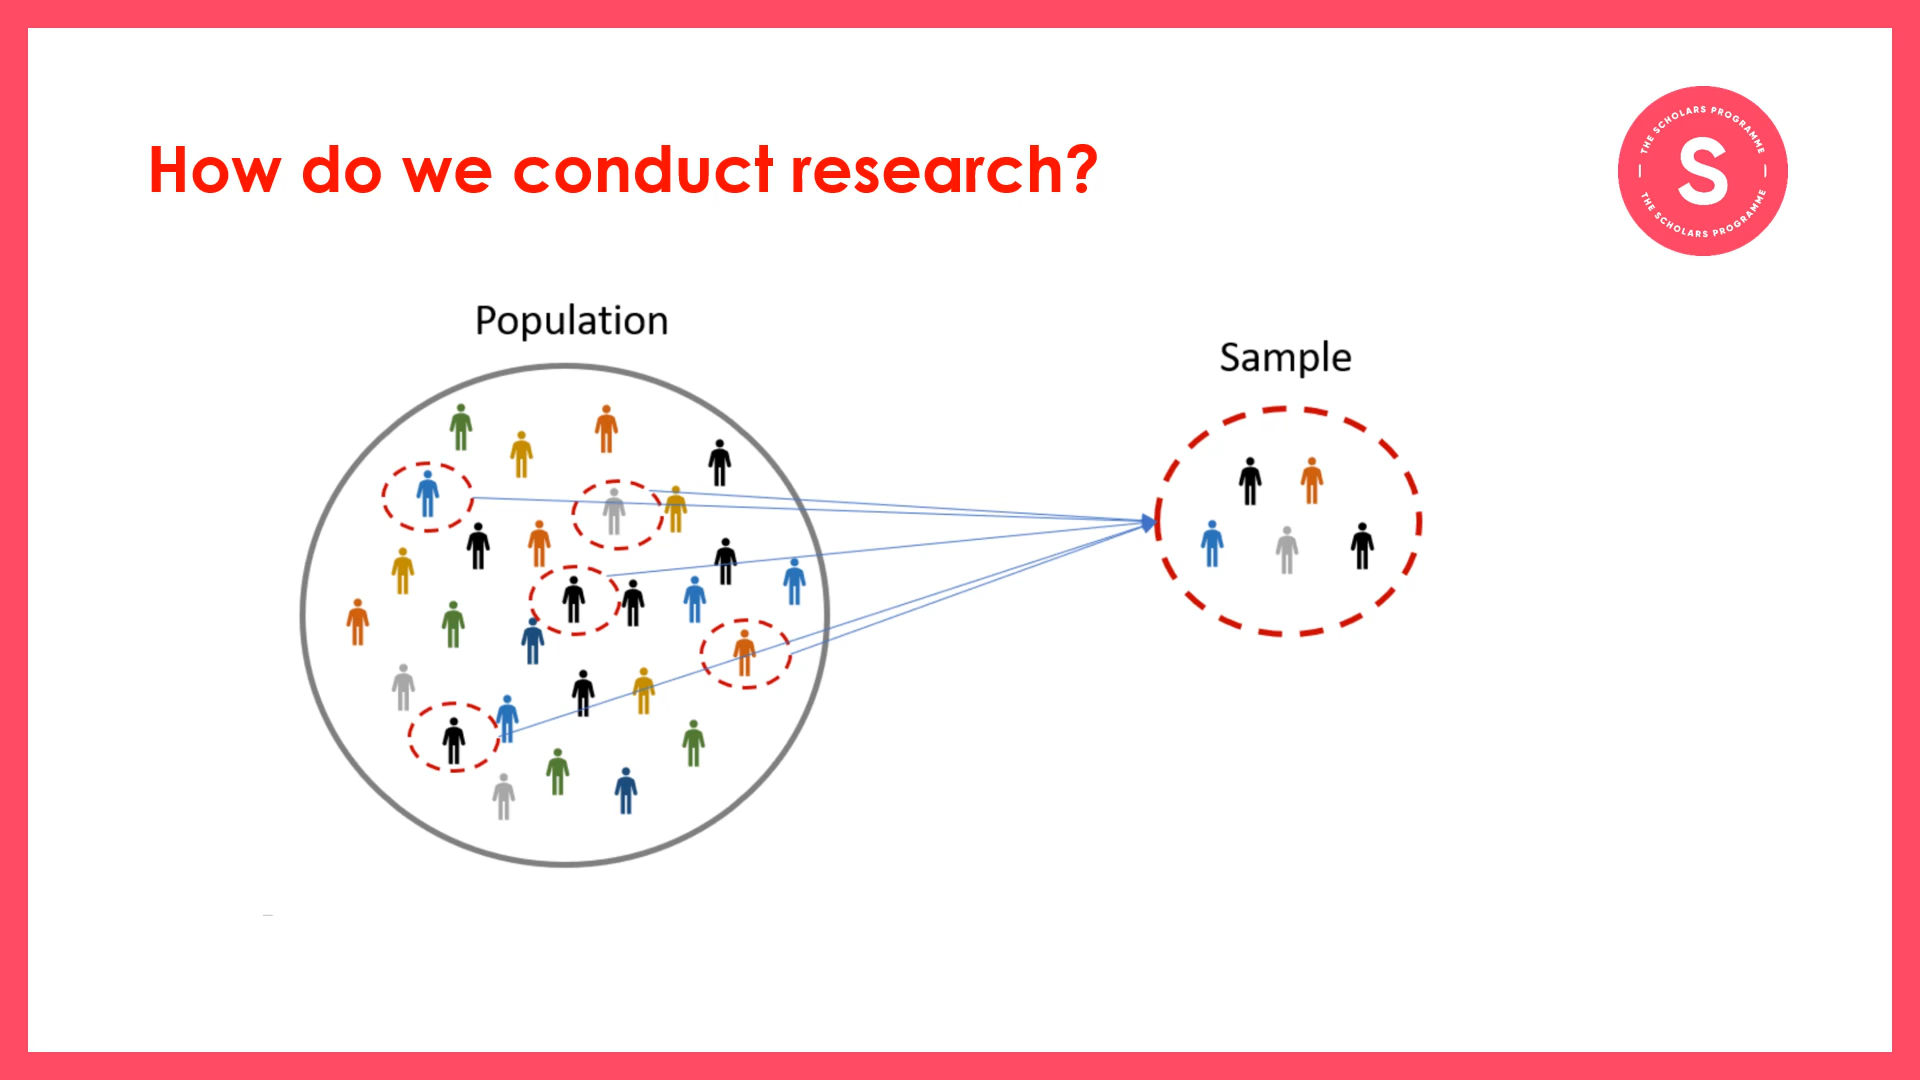 How do we conduct research?
THE SCHOLARS PROGRAMME
S
THE SCHOLARS PROGRAMME
Population
Sample